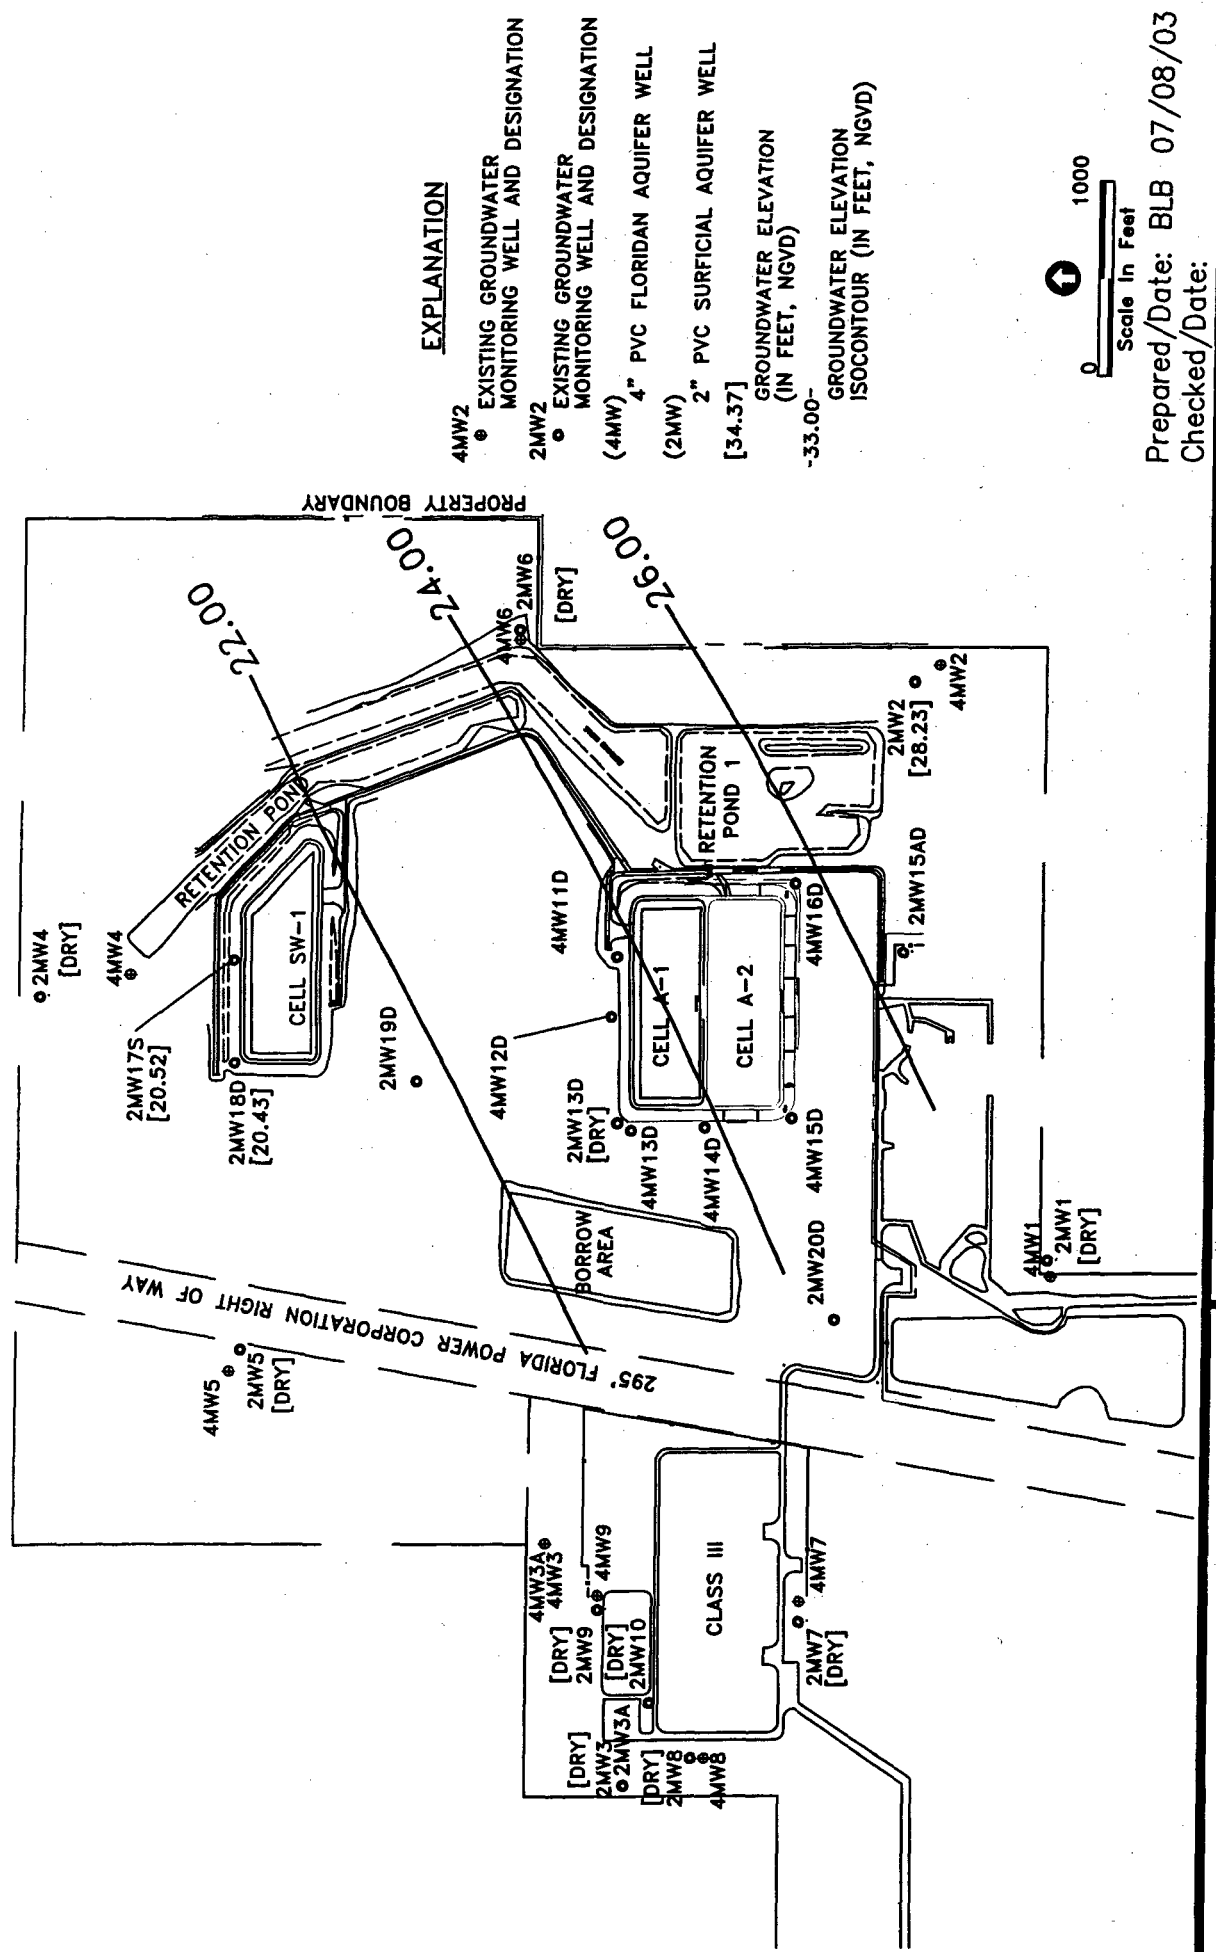 EXPLANATION
4MW2
EXISTING GROUNDWATER
MONITORING WELL AND DESIGNATION
2MW2
EXISTING GROUNDWATER
MONITORING WELL AND DESIGNATION
(4MW)
4" PVC FLORIDAN AQUIFER WELL
(2MW)
2" PVC SURFICIAL AQUIFER WELL
[34.37]
GROUNDWATER ELEVATION
(IN FEET, NGVD)
-33.00-
GROUNDWATER ELEVATION
ISOCONTOUR (IN FEET, NGVD)
0
1000
Scale In Feet
Prepared/Date: BLB 07/08/03
Checked/Date:
PROPERTY BOUNDARY
22.00
24.00
26.00
2MW4
[DRY]
4MW4
RETENTION POND
2MW17S
[20.52]
2MW18D
[20.43]
CELL SW-1
2MW19D
4MW6
2MW6
[DRY]
4MW11D
4MW12D
2MW13D
[DRY]
4MW13D
4MW14D
4MW15D
4MW16D
CELL A-1
CELL A-2
RETENTION
POND 1
2MW2
[28.23]
4MW2
2MW15AD
BORROW
AREA
2MW20D
4MW1
2MW1
[DRY]
295' FLORIDA POWER CORPORATION RIGHT OF WAY
4MW5
2MW5
[DRY]
4MW3A
4MW3
4MW9
[DRY]
2MW9
[DRY]
2MW10
CLASS III
4MW7
2MW7
[DRY]
[DRY]
2MW3
2MW3A
[DRY]
2MW8
4MW8